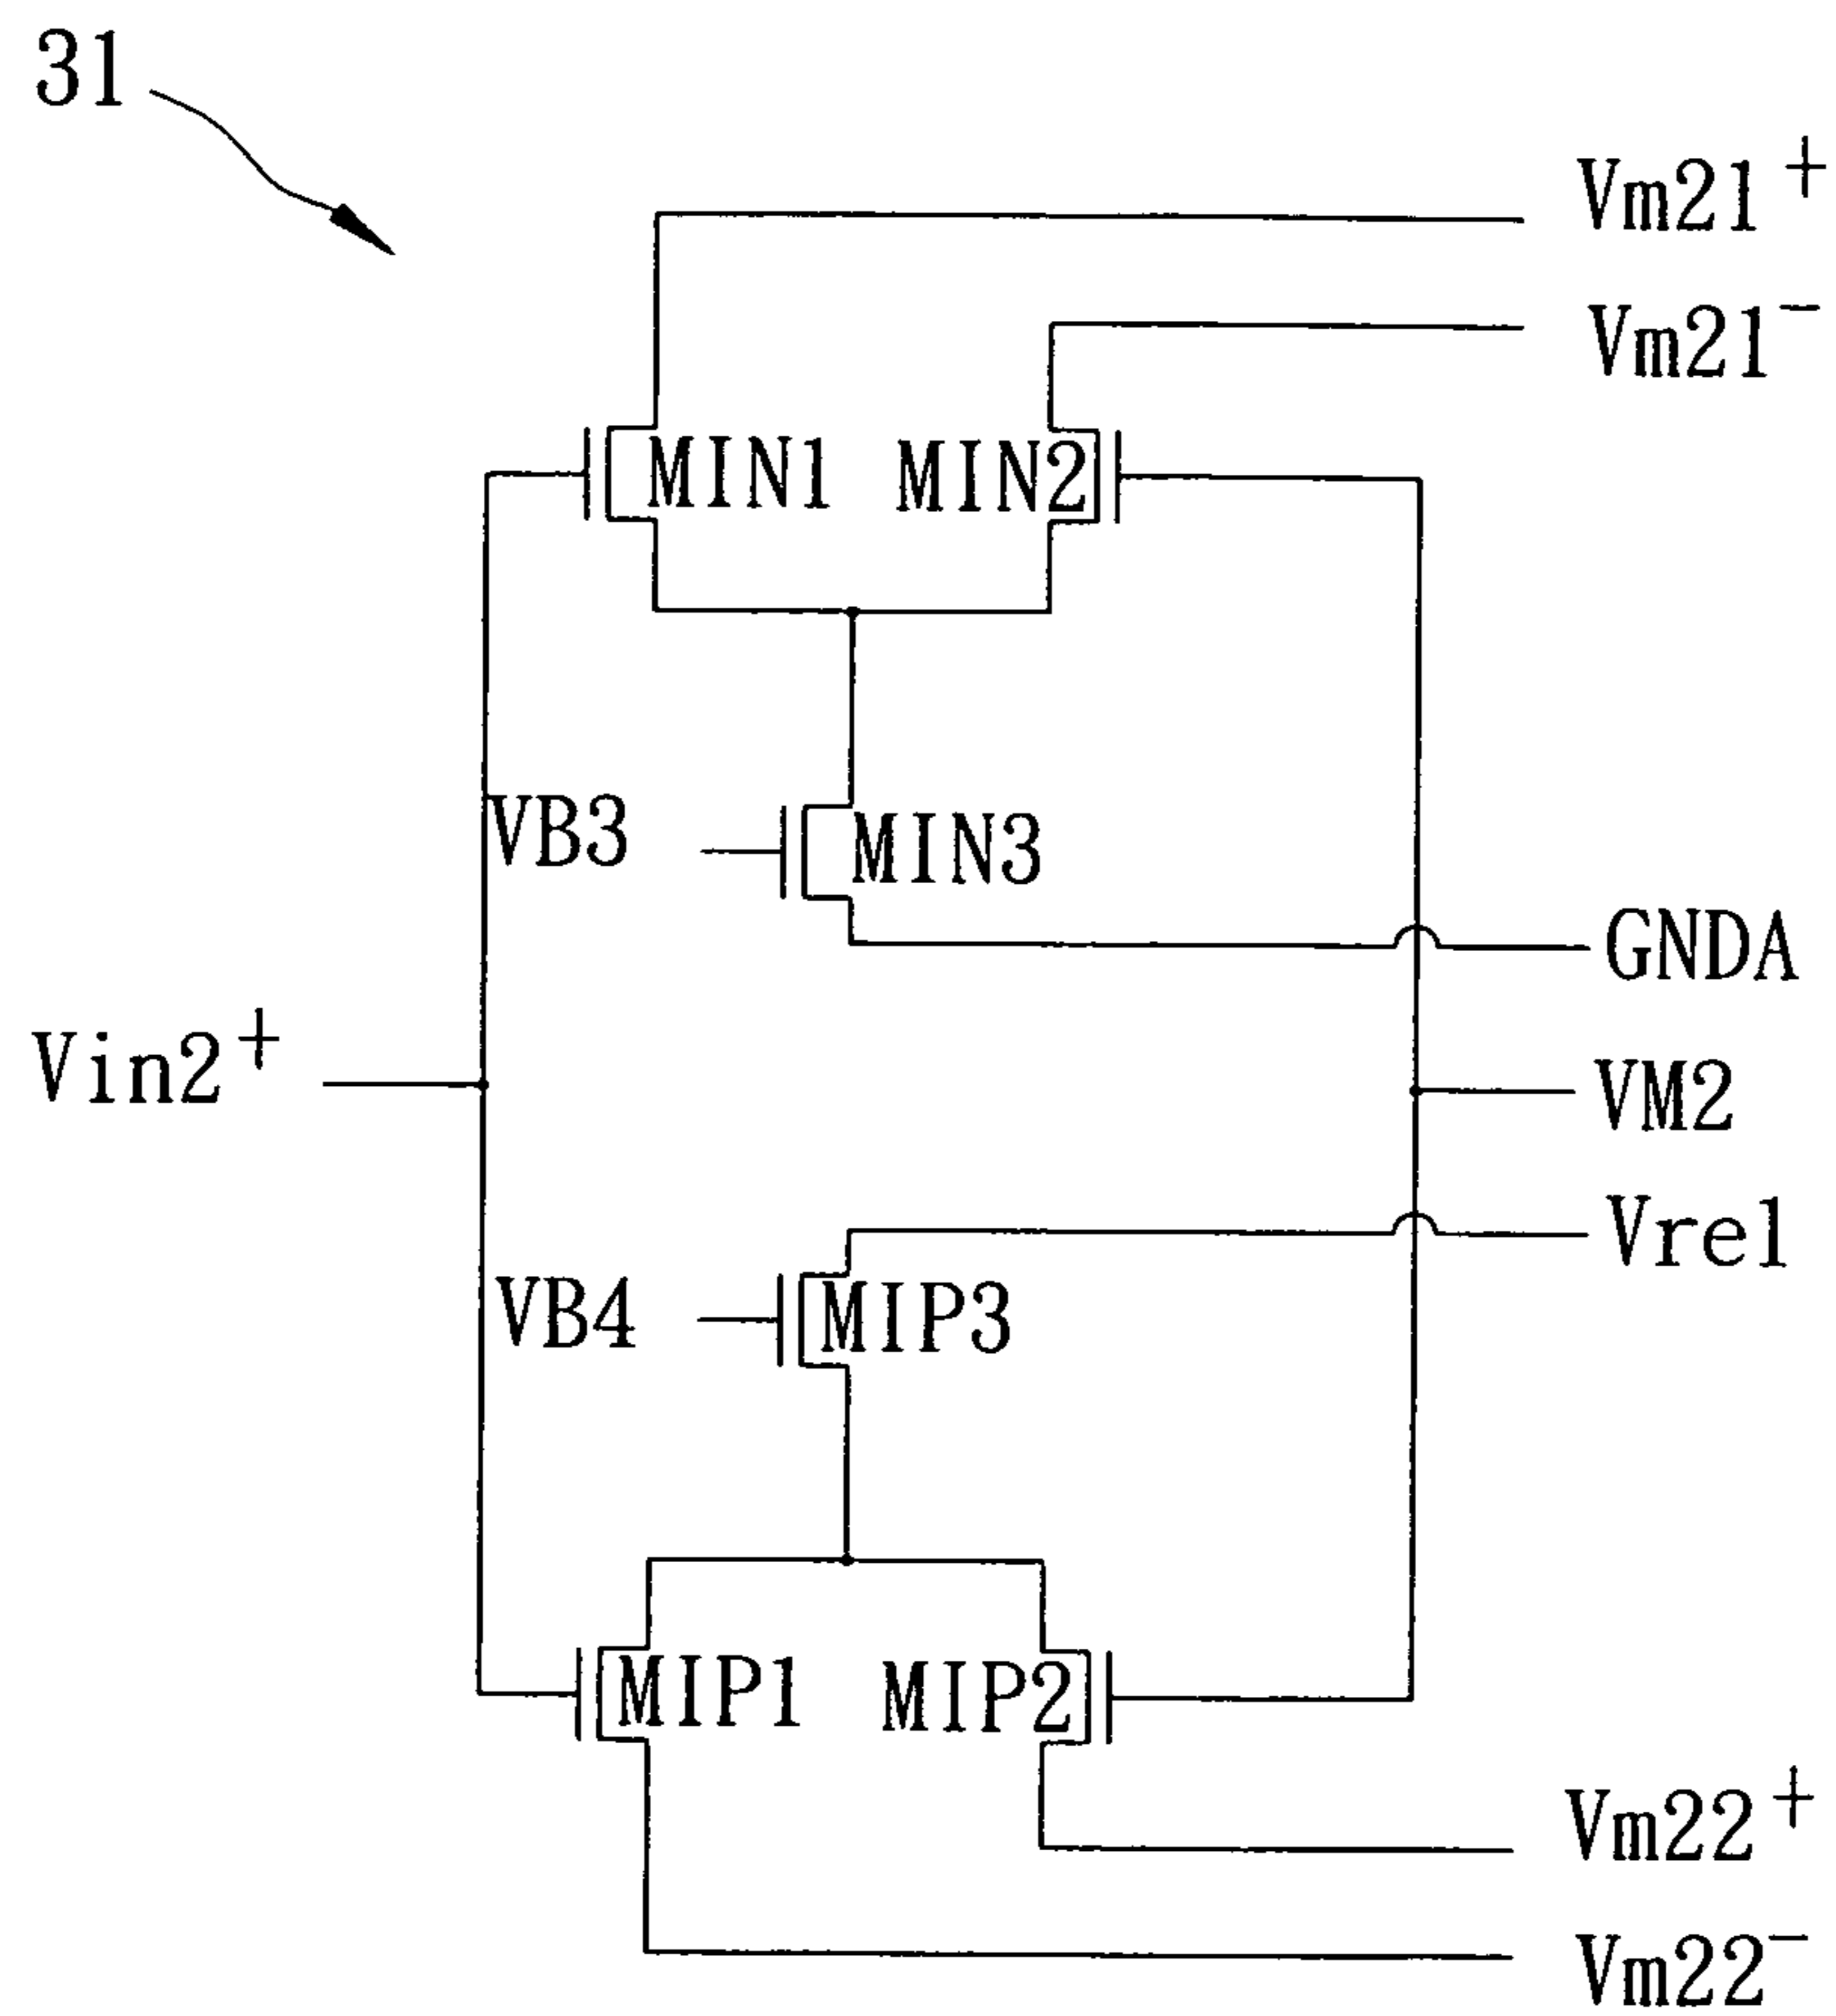 31
Vm21+
Vm21-
MIN1 MIN2
VB3 MIN3
GNDA
Vin2+
VM2
Vre1
VB4 MIP3
MIP1 MIP2
Vm22+
Vm22-